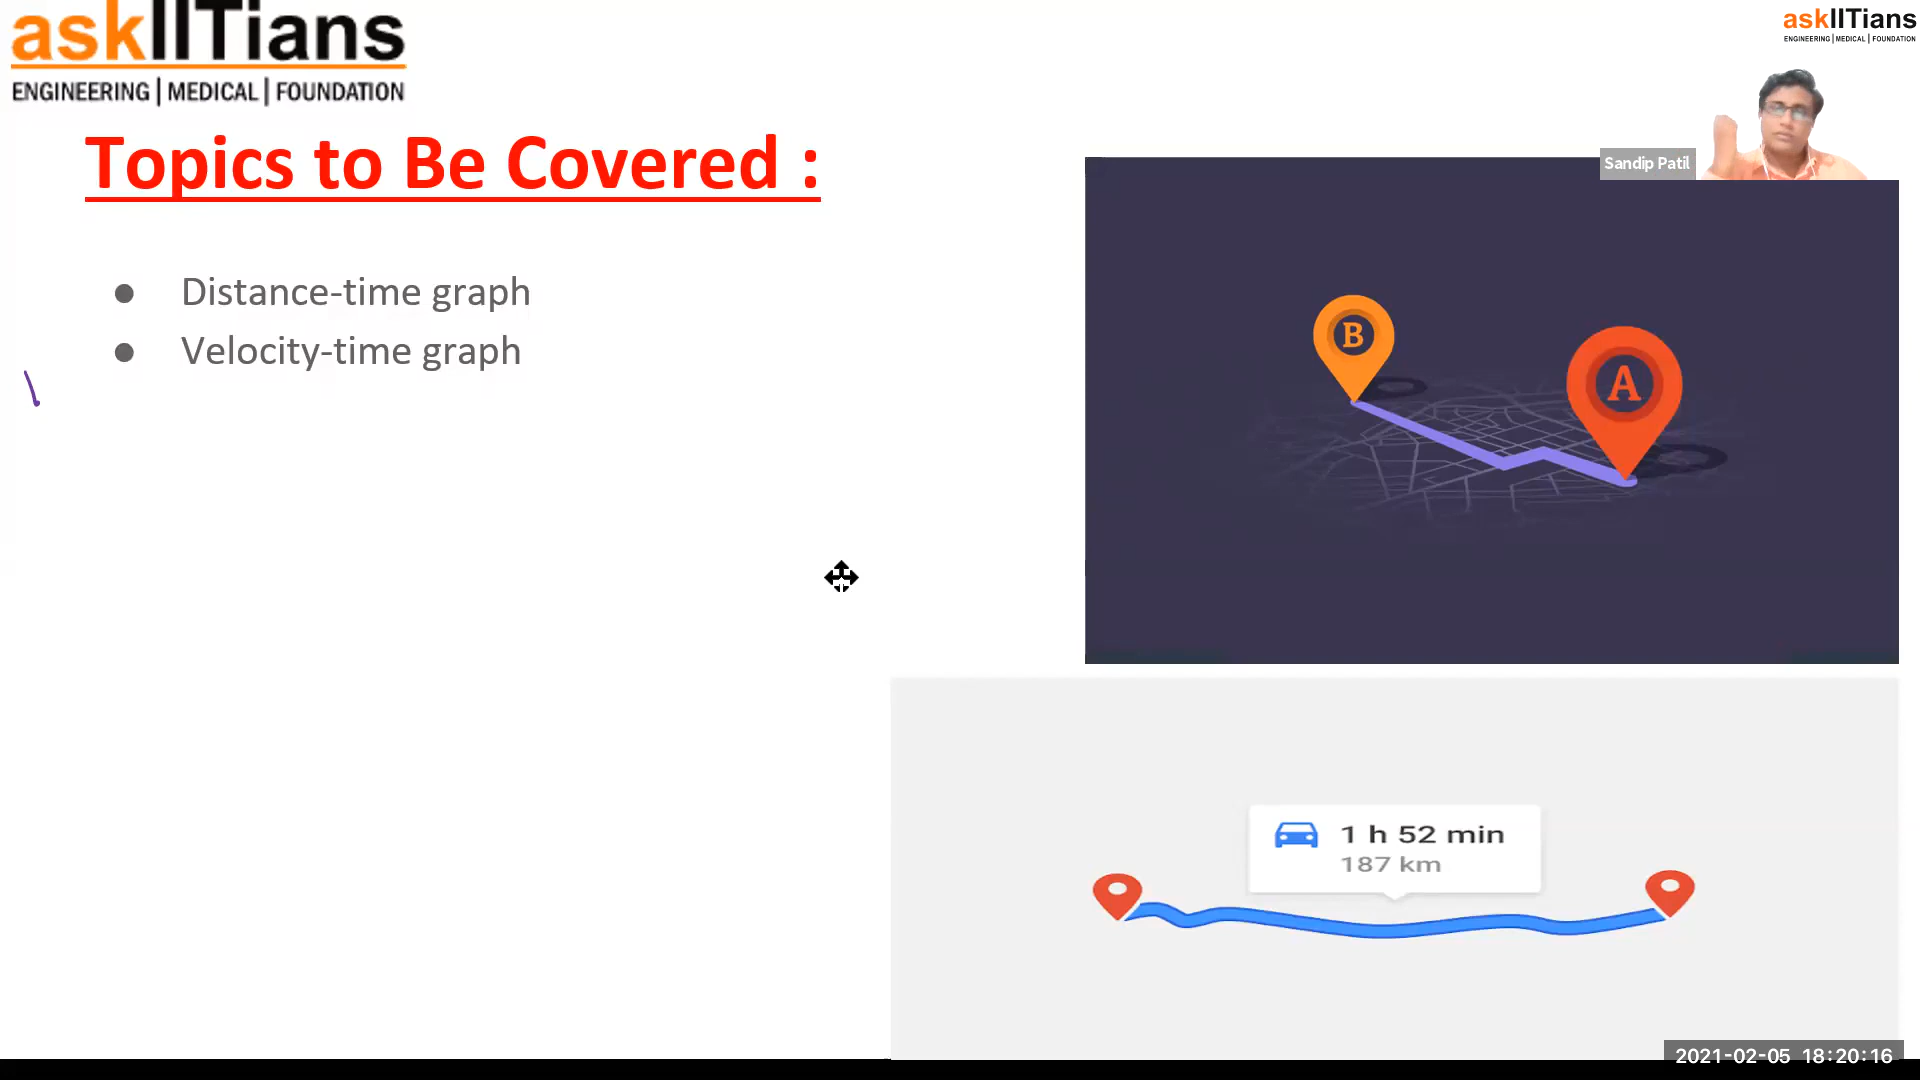 askIITians
ENGINEERING | MEDICAL | FOUNDATION
askIITians
ENGINEERING | MEDICAL | FOUNDATION
Sandip Patil
Topics to Be Covered :
● Distance-time graph
● Velocity-time graph
B
A
1 h 52 min
187 km
2021-02-05 18:20:16